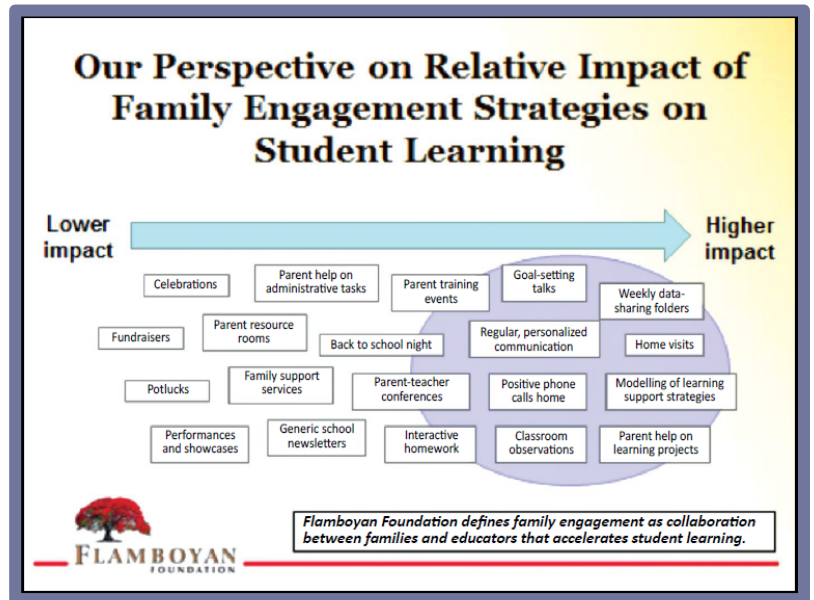 Our Perspective on Relative Impact of
Family Engagement Strategies on
Student Learning
Lower
impact
Higher
impact
Celebrations
Parent help on
administrative tasks
Parent training
events
Goal-setting
talks
Weekly data-
sharing folders
Fundraisers
Parent resource
rooms
Back to school night
Regular, personalized
communication
Home visits
Potlucks
Family support
services
Parent-teacher
conferences
Positive phone
calls home
Modelling of learning
support strategies
Performances
and showcases
Generic school
newsletters
Interactive
homework
Classroom
observations
Parent help on
learning projects
FLAMBOYAN
FOUNDATION
Flamboyan Foundation defines family engagement as collaboration
between families and educators that accelerates student learning.